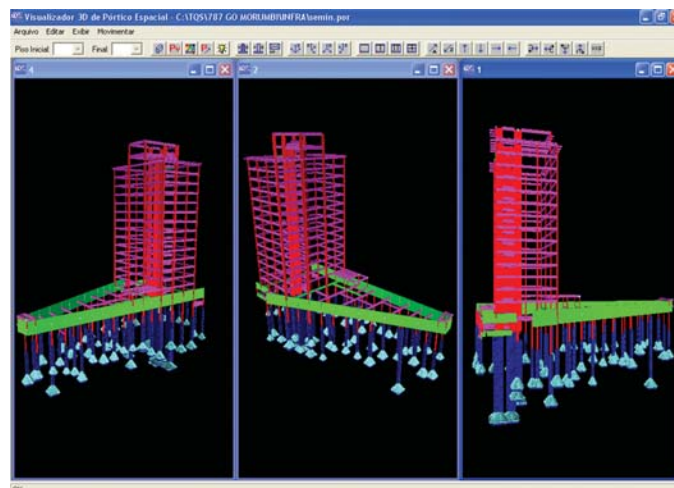 Visualizador 3D de Pórtico Espacial - C:\TQS\787 GO MORUMBI\INFRA\semin.por
Arquivo Editar Exibir Movimentar
Piso Inicial: Final:
4
2
1